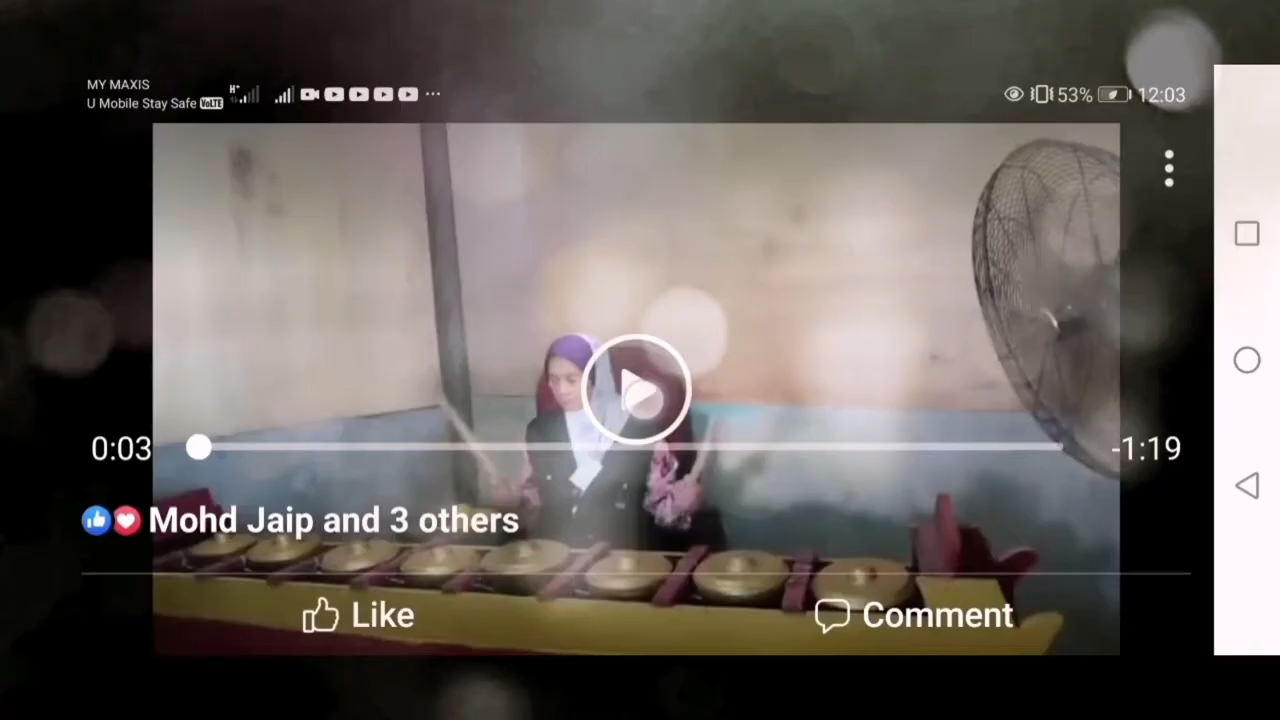 MY MAXIS
U Mobile Stay Safe VoLTE H+
53% 12:03
0:03 -1:19
Mohd Jaip and 3 others
Like Comment